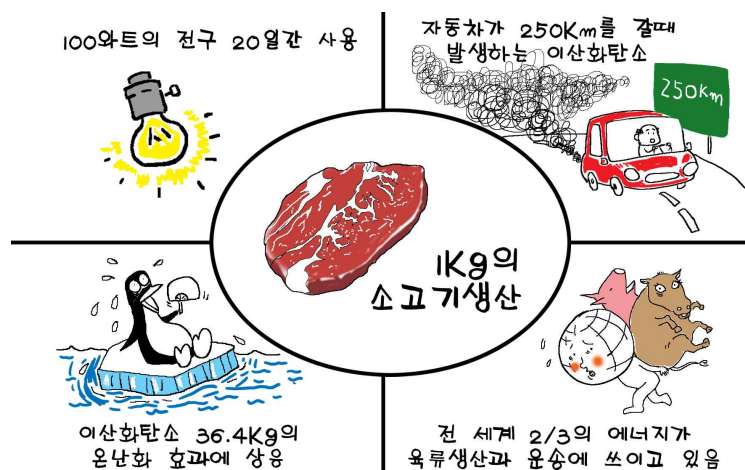 100와트의 전구 20일간 사용
자동차가 250Km를 갈때
발생하는 이산화탄소
250Km
1Kg의
소고기생산
이산화탄소 36.4Kg의
온난화 효과에 상응
전 세계 2/3의 에너지가
육류생산과 운송에 쓰이고 있음